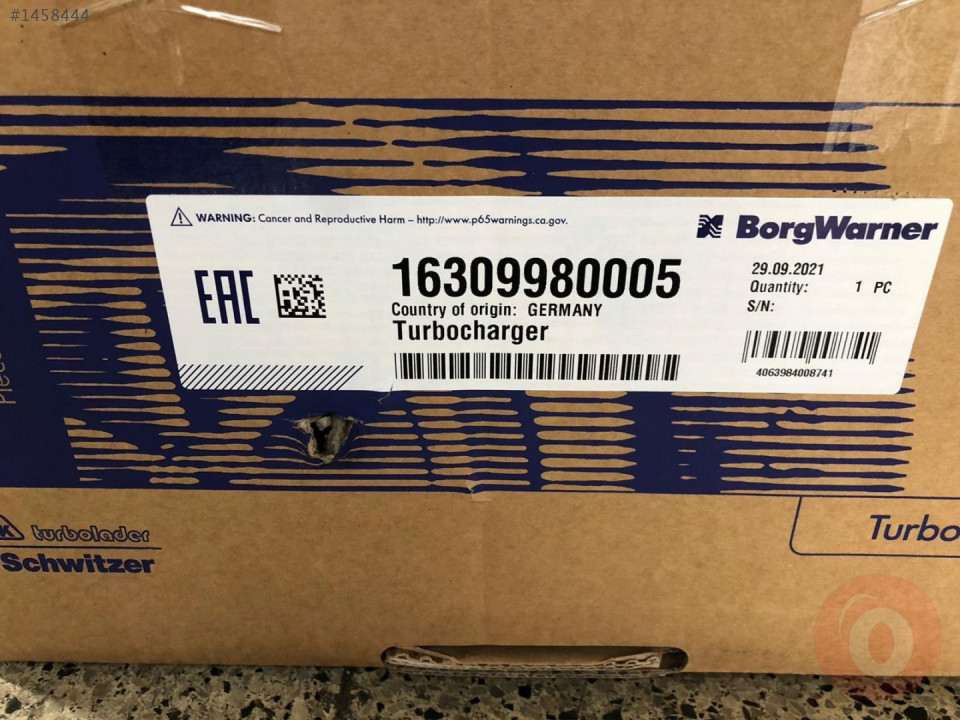 #1458444
WARNING: Cancer and Reproductive Harm – http://www.p65warnings.ca.gov.
BorgWarner
EAC
16309980005
29.09.2021
Quantity: 1 PC
Country of origin: GERMANY
S/N:
Turbocharger
4063984008741
K turbolader
Schwitzer
Turbo